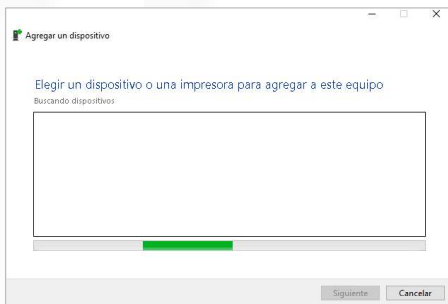 Agregar un dispositivo
Elegir un dispositivo o una impresora para agregar a este equipo
Buscando dispositivos
Siguiente Cancelar